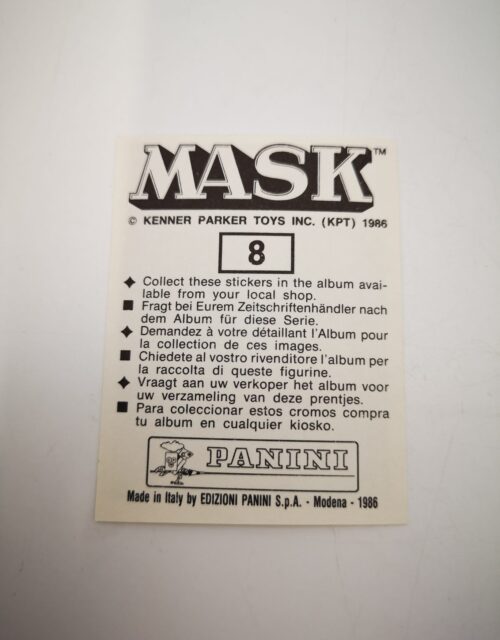 MASK™
© KENNER PARKER TOYS INC. (KPT) 1986
8
Collect these stickers in the album avai-
lable from your local shop.
Fragt bei Eurem Zeitschriftenhändler nach
dem Album für diese Serie.
Demandez à votre détaillant l'Album pour
la collection de ces images.
Chiedete al vostro rivenditore l'album per
la raccolta di queste figurine.
Vraagt aan uw verkoper het album voor
uw verzameling van deze prentjes.
Para coleccionar estos cromos compra
tu album en cualquier kiosko.
PANINI
Made in Italy by EDIZIONI PANINI S.p.A. - Modena - 1986